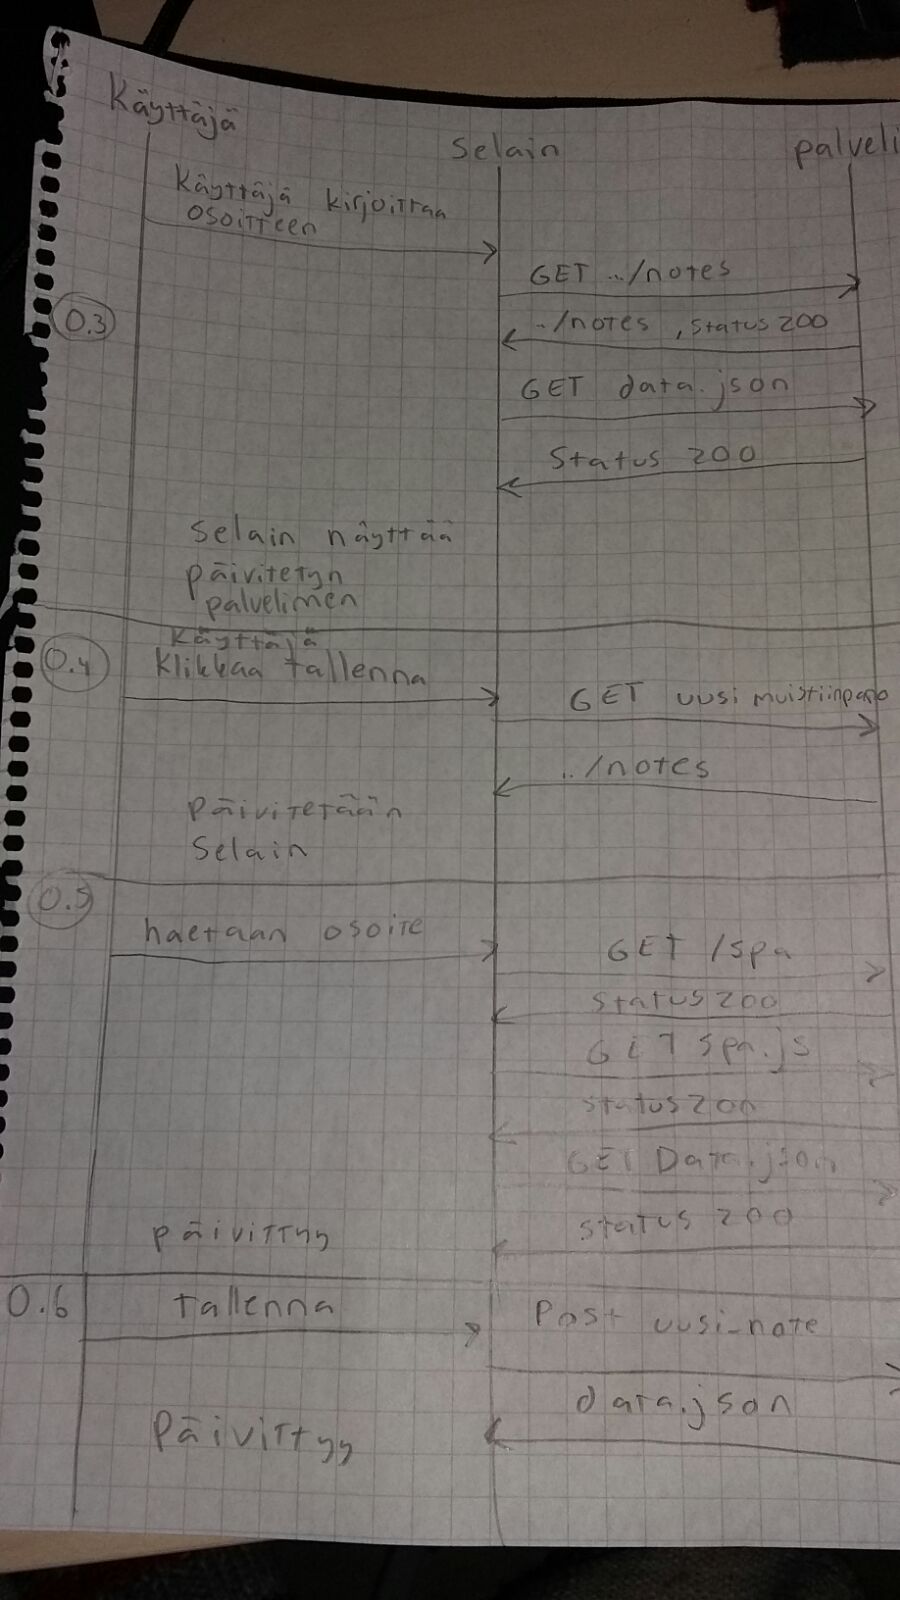 Käyttäjä
Selain
palveli
Käyttäjä kirjoittaa
osoitteen
GET ../notes
0.3
../notes, status 200
GET data.json
Status 200
Selain näyttää
päivitetyn
palvelimen
0.4
Käyttäjä
klikkaa tallenna
GET uusi muistiinpano
../notes
päivitetään
Selain
0.5
haetaan osoite
GET /spa
status 200
GET spa.js
status 200
GET Data.json
status 200
päivittyy
0.6
tallenna
Post uusi-note
data.json
Päivittyy